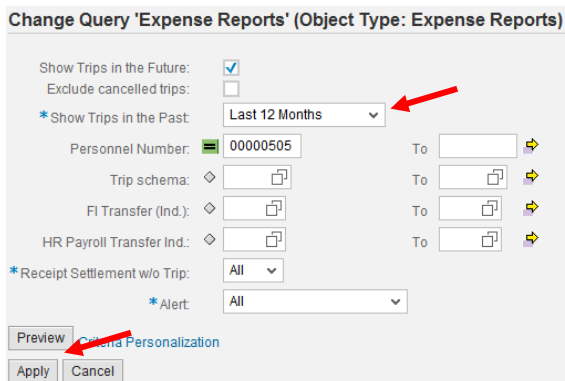 Change Query 'Expense Reports' (Object Type: Expense Reports)
Show Trips in the Future:
Exclude cancelled trips:
*Show Trips in the Past: Last 12 Months
Personnel Number: 00000505 To
Trip schema: To
FI Transfer (Ind.): To
HR Payroll Transfer Ind.: To
*Receipt Settlement w/o Trip: All
*Alert: All
Preview Criteria Personalization
Apply Cancel